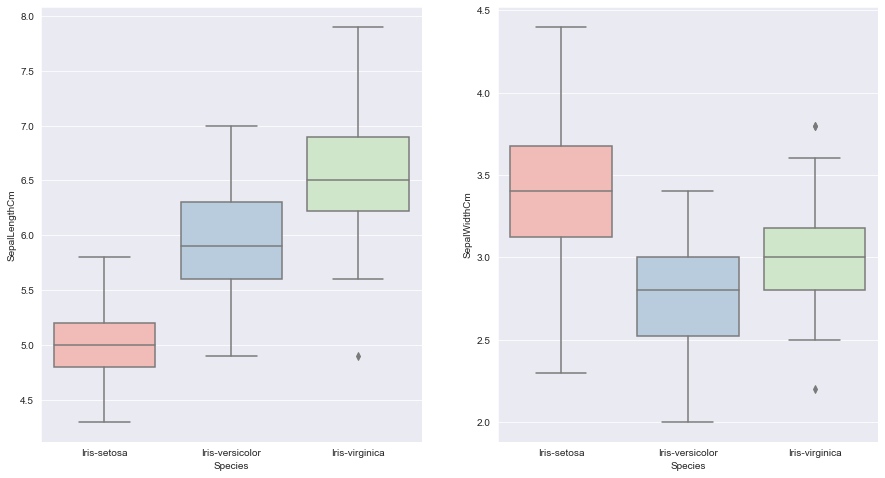 8.0
7.5
7.0
6.5
6.0
5.5
5.0
4.5
SepalLengthCm
Iris-setosa Iris-versicolor Iris-virginica
Species
4.5
4.0
3.5
3.0
2.5
2.0
SepalWidthCm
Iris-setosa Iris-versicolor Iris-virginica
Species